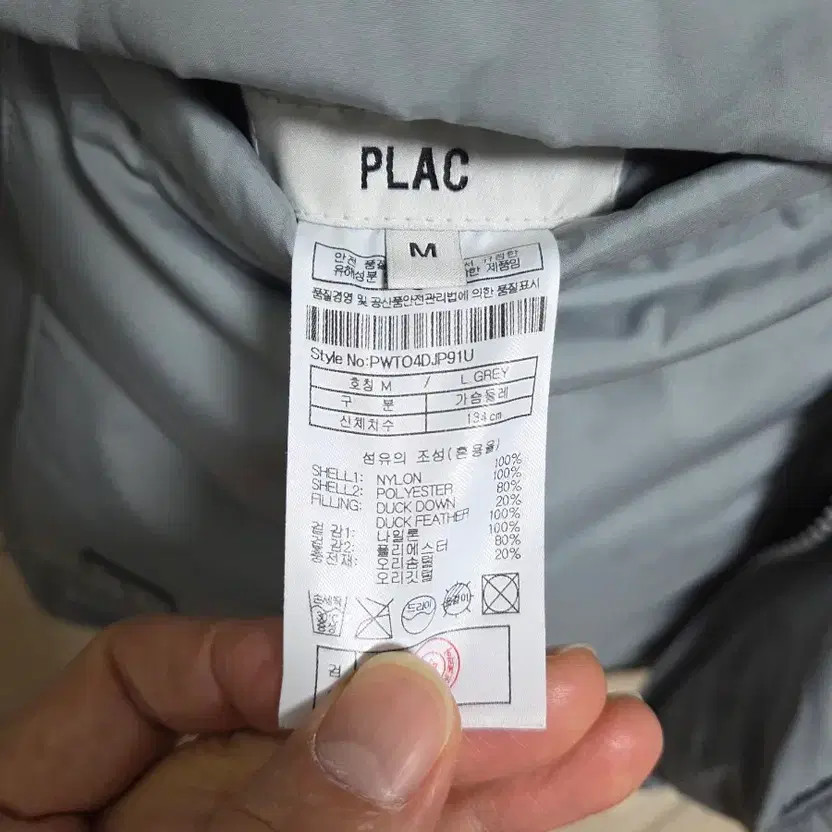 PLAC
M
안전 품질
유해성분 한 제품임
품질경영 및 공산품안전관리법에 의한 품질표시
Style No:PWTO4DJP91U
호칭 M / L GREY
구 분 가슴둘레
신체치수 134 cm
섬유의 조성(혼용율)
SHELL1: NYLON 100%
SHELL2: POLYESTER 100%
FILLING: DUCK DOWN 80%
DUCK FEATHER 20%
겉감1: 나일론 100%
겉감2: 폴리에스터 100%
충전재: 오리솜털 80%
오리깃털 20%
드라이
검